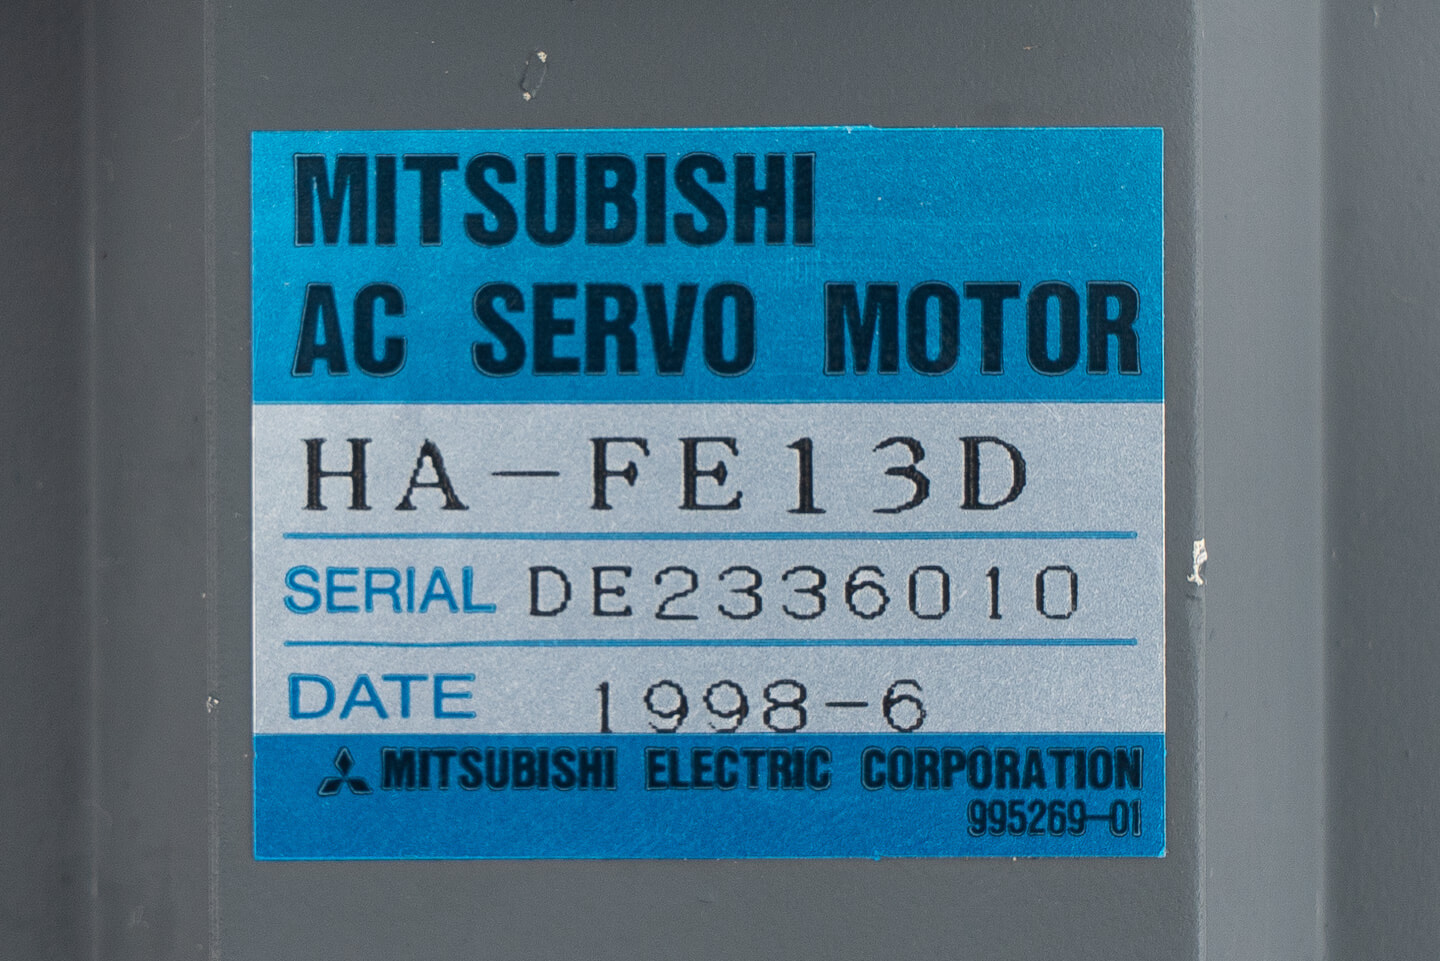 MITSUBISHI
AC SERVO MOTOR
HA-FE13D
SERIAL DE2336010
DATE 1998-6
MITSUBISHI ELECTRIC CORPORATION
995269-01